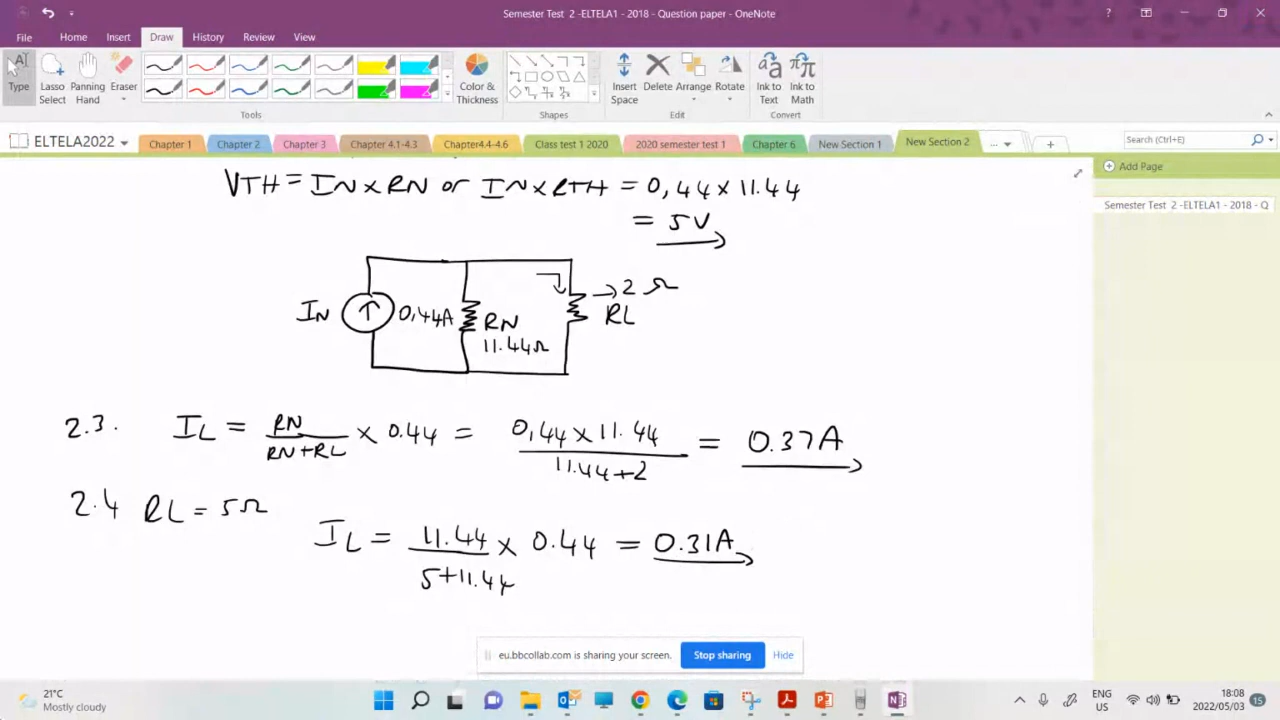 Semester Test 2 -ELTELA1 - 2018 - Question paper - OneNote
File Home Insert Draw History Review View
Type
Lasso Select
Panning Hand
Eraser
Color & Thickness
Insert Space
Delete
Arrange
Rotate
Ink to Text
Ink to Math
Tools
Shapes
Edit
Convert
ELTELA2022
Chapter 1
Chapter 2
Chapter 3
Chapter 4.1-4.3
Chapter4.4-4.6
Class test 1 2020
2020 semester test 1
Chapter 6
New Section 1
New Section 2
...
Search (Ctrl+E)
Add Page
Semester Test 2 -ELTELA1 - 2018 - Q
VTH = IN x RN or IN x RTH = 0,44 x 11.44
= 5V
IN
0,44A
RN
11.44Ω
2 Ω
RL
2.3. IL = RN / RN+RL x 0.44 = 0,44 x 11.44 / 11.44+2 = 0.37A
2.4 RL = 5Ω
IL = 11.44 / 5+11.44 x 0.44 = 0.31A
eu.bbcollab.com is sharing your screen.
Stop sharing
Hide
21°C
Mostly cloudy
ENG
US
18:08
2022/05/03
15